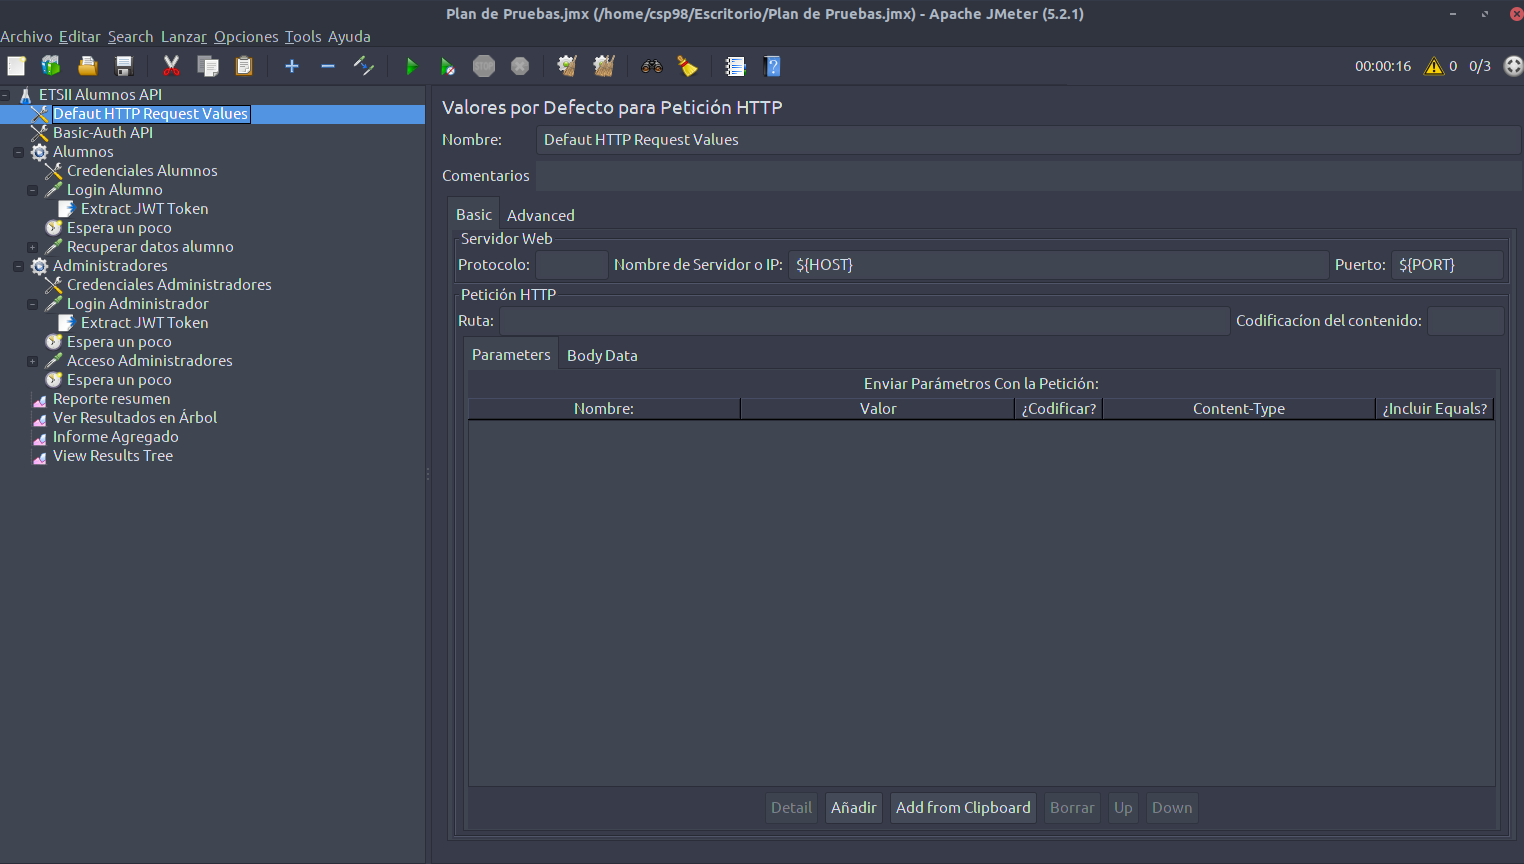 Plan de Pruebas.jmx (/home/csp98/Escritorio/Plan de Pruebas.jmx) - Apache JMeter (5.2.1)
Archivo Editar Search Lanzar Opciones Tools Ayuda
STOP
00:00:16 0 0/3
ETSII Alumnos API
Defaut HTTP Request Values
Basic-Auth API
Alumnos
Credenciales Alumnos
Login Alumno
Extract JWT Token
Espera un poco
Recuperar datos alumno
Administradores
Credenciales Administradores
Login Administrador
Extract JWT Token
Espera un poco
Acceso Administradores
Espera un poco
Reporte resumen
Ver Resultados en Árbol
Informe Agregado
View Results Tree
Valores por Defecto para Petición HTTP
Nombre: Defaut HTTP Request Values
Comentarios
Basic Advanced
Servidor Web
Protocolo: Nombre de Servidor o IP: ${HOST} Puerto: ${PORT}
Petición HTTP
Ruta: Codificacíon del contenido:
Parameters Body Data
Enviar Parámetros Con la Petición:
Nombre: Valor ¿Codificar? Content-Type ¿Incluir Equals?
Detail Añadir Add from Clipboard Borrar Up Down